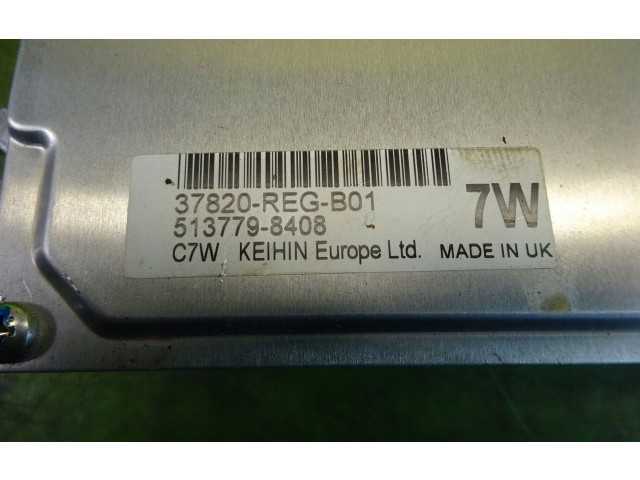 37820-REG-B01
513779-8408
7W
C7W KEIHIN Europe Ltd. MADE IN UK